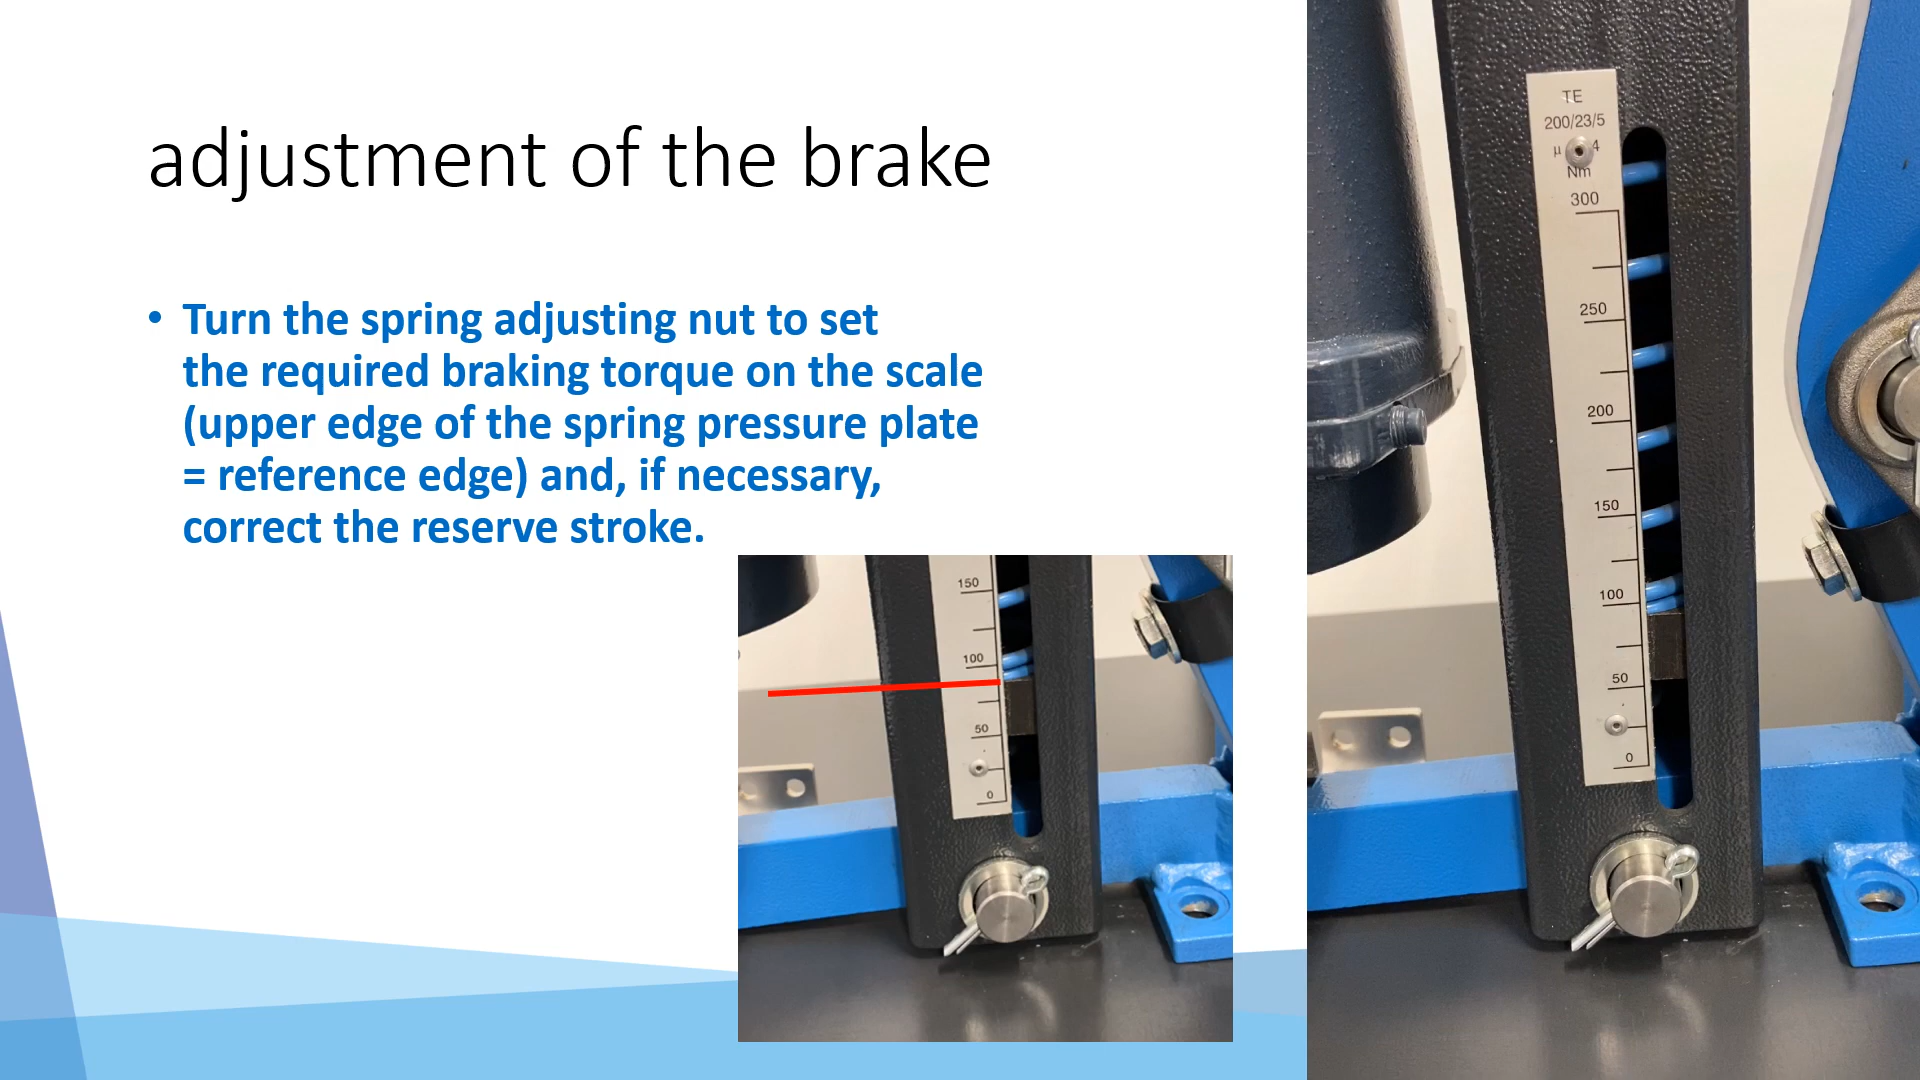 adjustment of the brake
• Turn the spring adjusting nut to set
the required braking torque on the scale
(upper edge of the spring pressure plate
= reference edge) and, if necessary,
correct the reserve stroke.
150
100
50
0
TE
200/23/5
µ 4
Nm
300
250
200
150
100
50
0